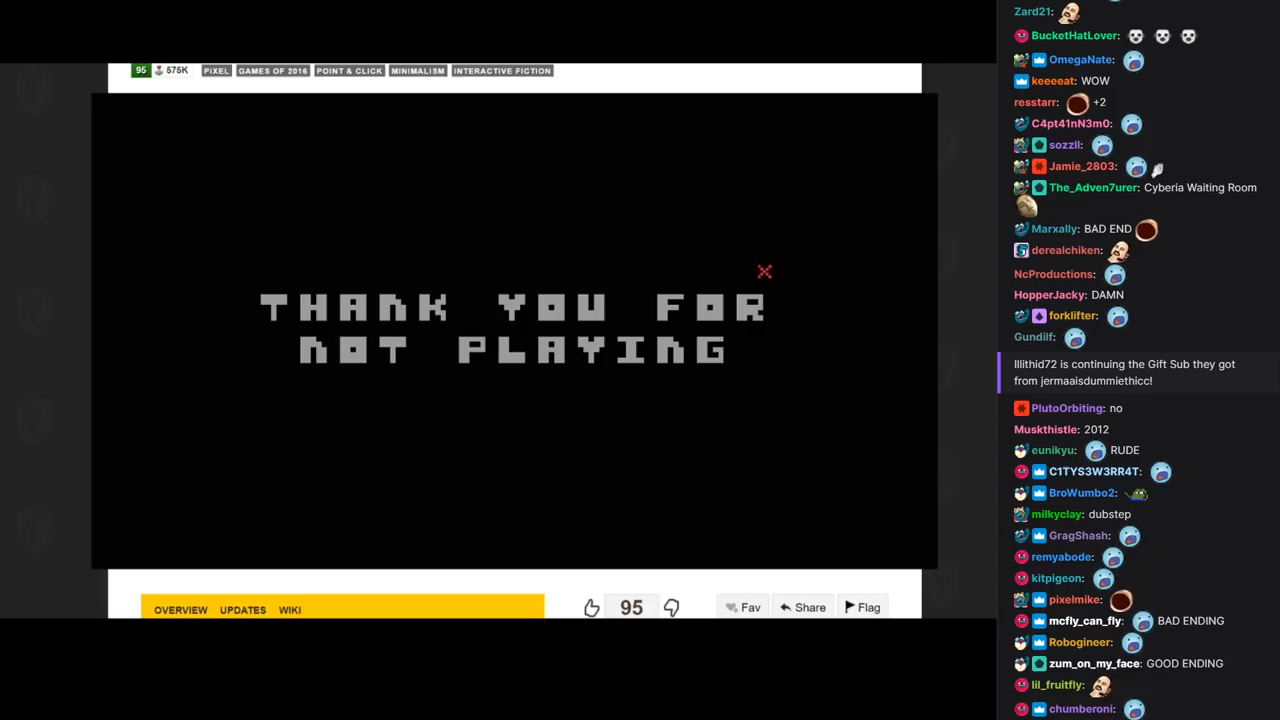 95 575K PIXEL GAMES OF 2016 POINT & CLICK MINIMALISM INTERACTIVE FICTION
THANK YOU FOR
NOT PLAYING
OVERVIEW UPDATES WIKI 95 Fav Share Flag
Zard21:
BucketHatLover:
OmegaNate:
keeeeat: WOW
resstarr: +2
C4pt41nN3m0:
sozzll:
Jamie_2803:
The_Adven7urer: Cyberia Waiting Room
Marxally: BAD END
derealchiken:
NcProductions:
HopperJacky: DAMN
forklifter:
Gundilf:
Illithid72 is continuing the Gift Sub they got
from jermaaisdummiethicc!
PlutoOrbiting: no
Muskthistle: 2012
eunikyu: RUDE
C1TYS3W3RR4T:
BroWumbo2:
milkyclay: dubstep
GragShash:
remyabode:
kitpigeon:
pixelmike:
mcfly_can_fly: BAD ENDING
Robogineer:
zum_on_my_face: GOOD ENDING
lil_fruitfly:
chumberoni: